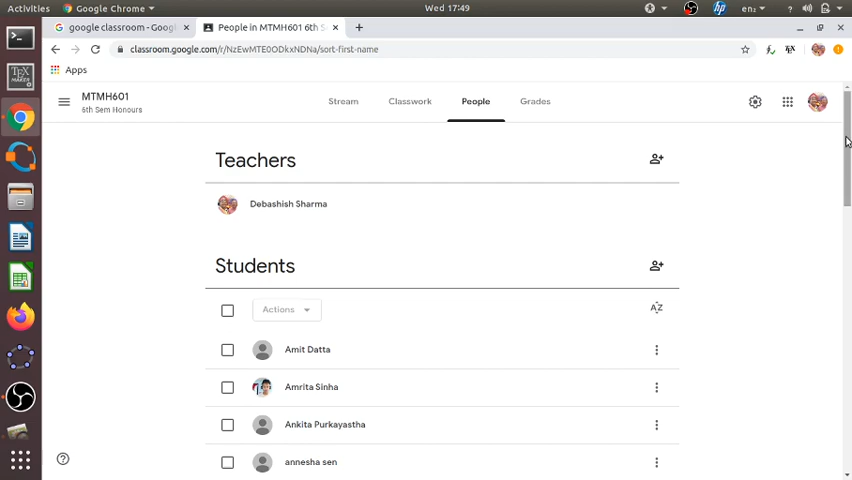 Activities Google Chrome Wed 17:49 en₂ ?
google classroom - Googl People in MTMH601 6th S
classroom.google.com/r/NzEwMTE0ODkxNDNa/sort-first-name
Apps
MTMH601
6th Sem Honours
Stream Classwork People Grades
Teachers
Debashish Sharma
Students
Actions
AZ
Amit Datta
Amrita Sinha
Ankita Purkayastha
annesha sen